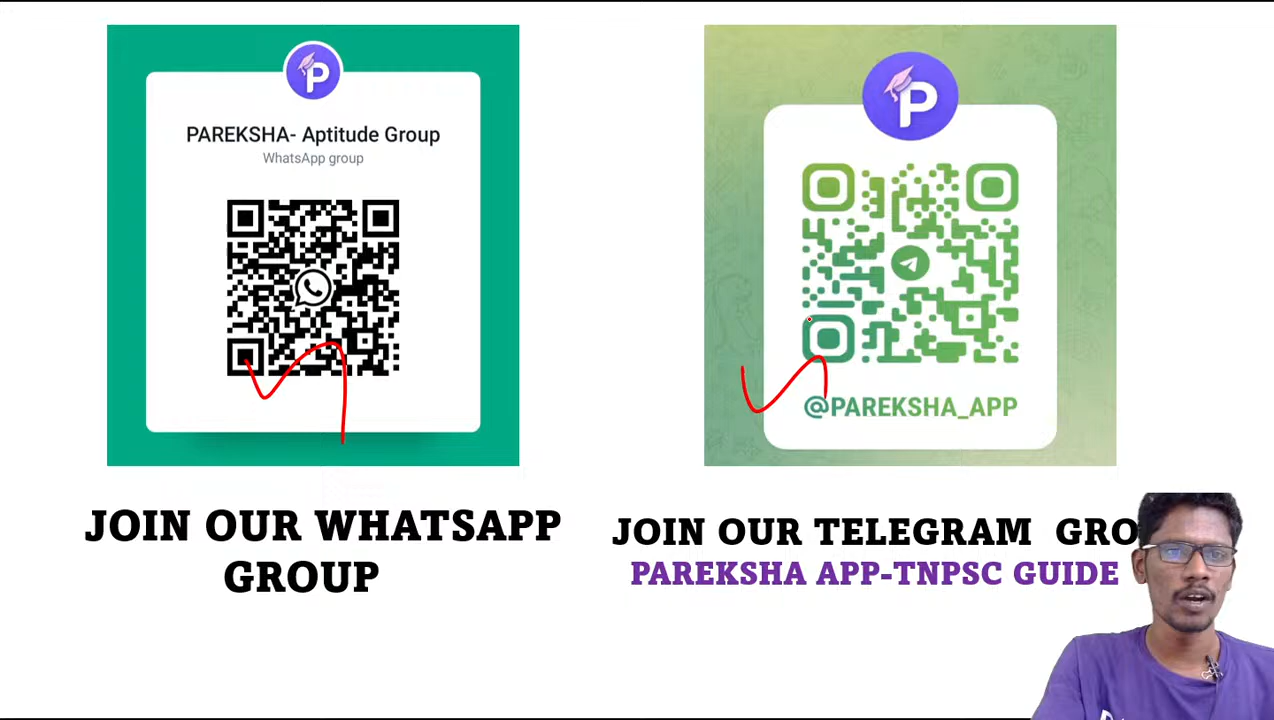 P
PAREKSHA- Aptitude Group
WhatsApp group
JOIN OUR WHATSAPP
GROUP
P
@PAREKSHA_APP
JOIN OUR TELEGRAM GRO
PAREKSHA APP-TNPSC GUIDE